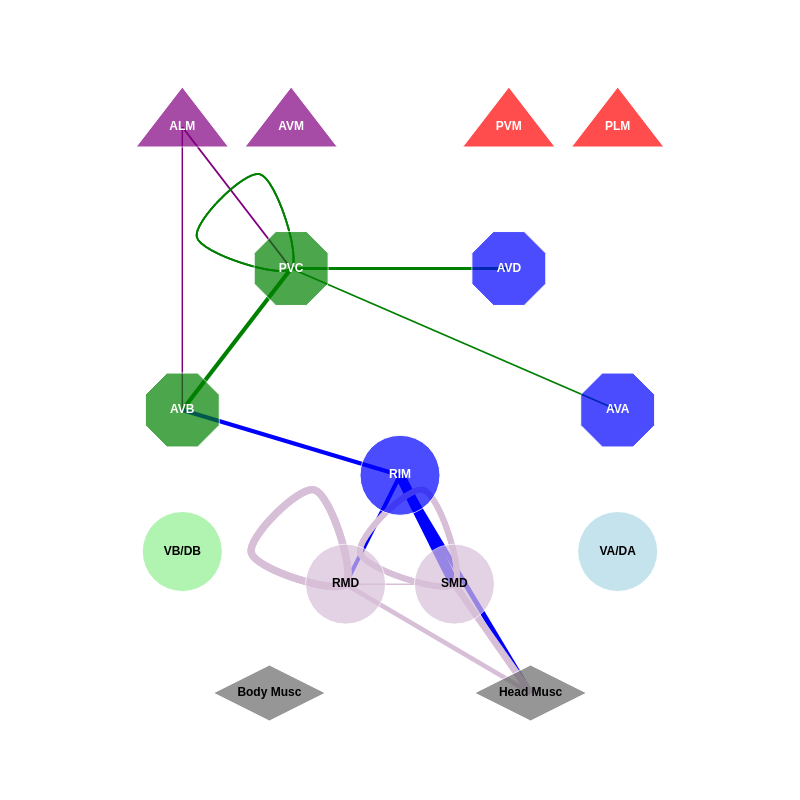 ALM
AVM
PVM
PLM
PVC
AVD
AVB
AVA
RIM
VB/DB
VA/DA
RMD
SMD
Body Musc
Head Musc